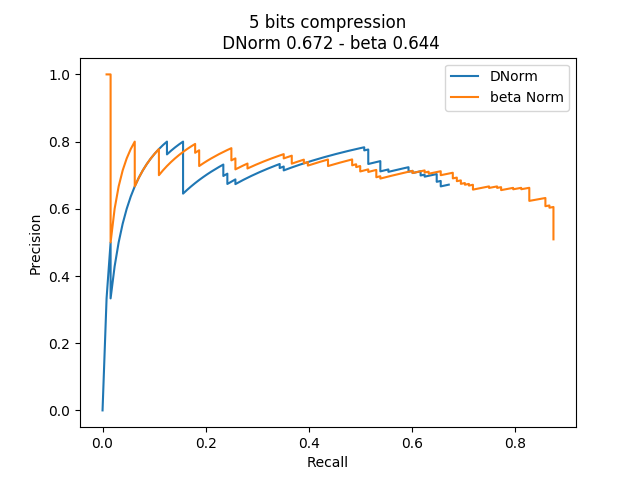 5 bits compression
DNorm 0.672 - beta 0.644
DNorm
beta Norm
1.0
0.8
0.6
0.4
0.2
0.0
Precision
0.0 0.2 0.4 0.6 0.8
Recall